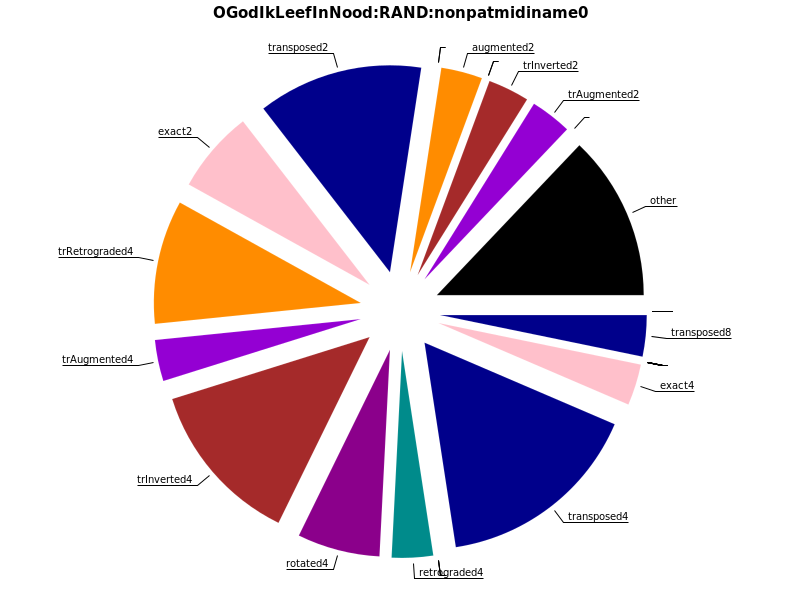 OGodIkLeefInNood:RAND:nonpatmidiname0
transposed2
augmented2
trInverted2
trAugmented2
exact2
other
trRetrograded4
transposed8
trAugmented4
exact4
trInverted4
transposed4
rotated4
retrograded4